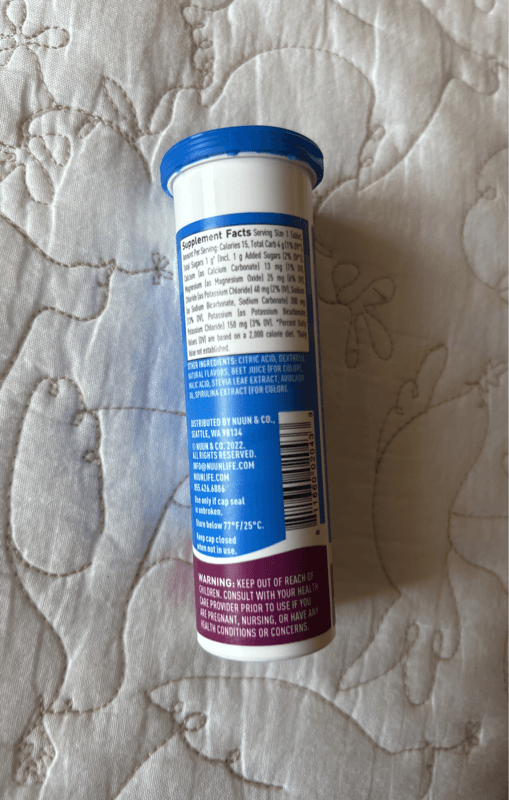 Supplement Facts Serving Size 1 Tablet,
Amount Per Serving: Calories 15, Total Carb 4 g (1% DV*),
Total Sugars 1 g† (Incl. 1 g Added Sugars (2% DV*)),
Calcium (as Calcium Carbonate) 13 mg (1% DV),
Magnesium (as Magnesium Oxide) 25 mg (6% DV),
Chloride (as Potassium Chloride) 40 mg (2% DV), Sodium
(as Sodium Bicarbonate, Sodium Carbonate) 300 mg
(13% DV), Potassium (as Potassium Bicarbonate,
Potassium Chloride) 150 mg (3% DV). *Percent Daily
Values (DV) are based on a 2,000 calorie diet. †Daily
Value not established.
OTHER INGREDIENTS: CITRIC ACID, DEXTROSE,
NATURAL FLAVORS, BEET JUICE (FOR COLOR),
MALIC ACID, STEVIA LEAF EXTRACT, AVOCADO
OIL, SPIRULINA EXTRACT (FOR COLOR).
DISTRIBUTED BY NUUN & CO.,
SEATTLE, WA 98134
© NUUN & CO. 2022.
ALL RIGHTS RESERVED.
INFO@NUUNLIFE.COM
NUUNLIFE.COM
855.426.6886
Use only if cap seal
is unbroken.
Store below 77°F/25°C.
Keep cap closed
when not in use.
WARNING: KEEP OUT OF REACH OF
CHILDREN. CONSULT WITH YOUR HEALTH
CARE PROVIDER PRIOR TO USE IF YOU
ARE PREGNANT, NURSING, OR HAVE ANY
HEALTH CONDITIONS OR CONCERNS.